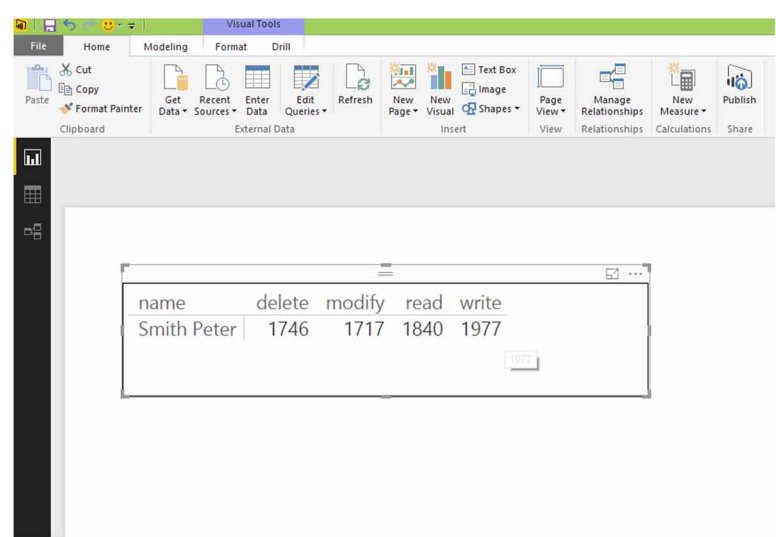 Visual Tools
File Home Modeling Format Drill
Paste Cut Copy Format Painter
Get Data Recent Sources Enter Data Edit Queries Refresh
New Page New Visual Text Box Image Shapes
Page View Manage Relationships New Measure Publish
Clipboard External Data Insert View Relationships Calculations Share
name delete modify read write
Smith Peter 1746 1717 1840 1977
1977